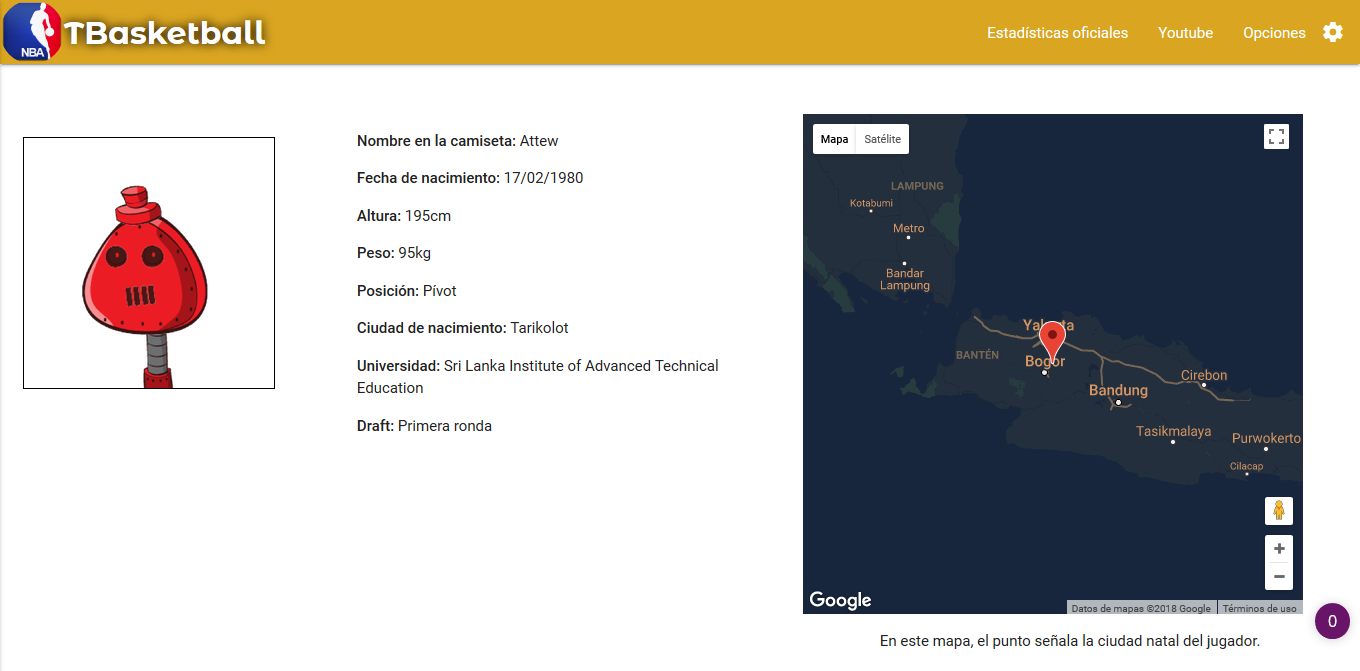 NBA
TBasketball
Estadísticas oficiales Youtube Opciones
Nombre en la camiseta: Attew
Fecha de nacimiento: 17/02/1980
Altura: 195cm
Peso: 95kg
Posición: Pívot
Ciudad de nacimiento: Tarikolot
Universidad: Sri Lanka Institute of Advanced Technical
Education
Draft: Primera ronda
Mapa Satélite
LAMPUNG
Kotabumi
Metro
Bandar
Lampung
BANTÉN
Bogor
Cirebon
Bandung
Tasikmalaya
Purwokerto
Cilacap
+
−
Google
Datos de mapas ©2018 Google Términos de uso
0
En este mapa, el punto señala la ciudad natal del jugador.